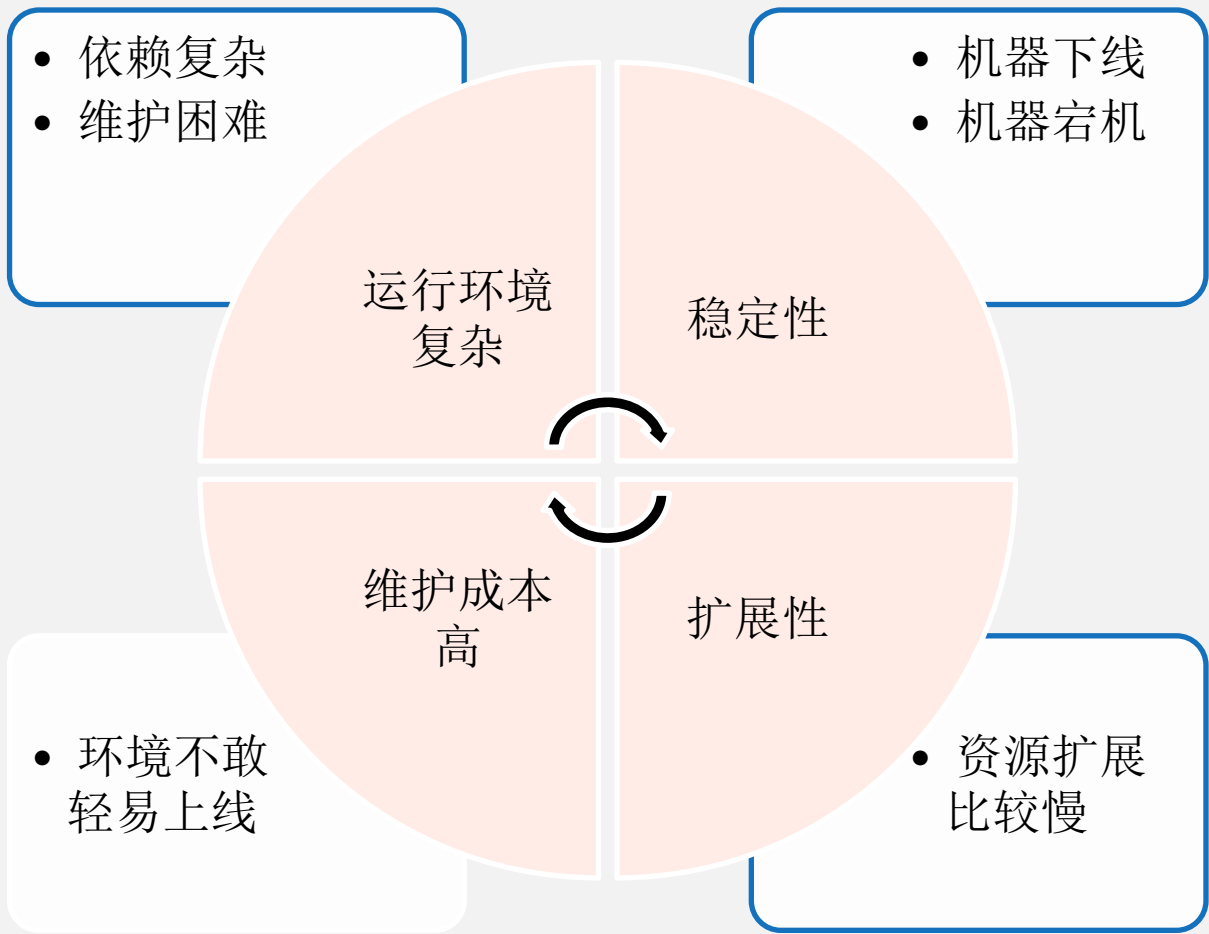 依赖复杂
维护困难
机器下线
机器宕机
运行环境
复杂
稳定性
维护成本
高
扩展性
环境不敢
轻易上线
资源扩展
比较慢